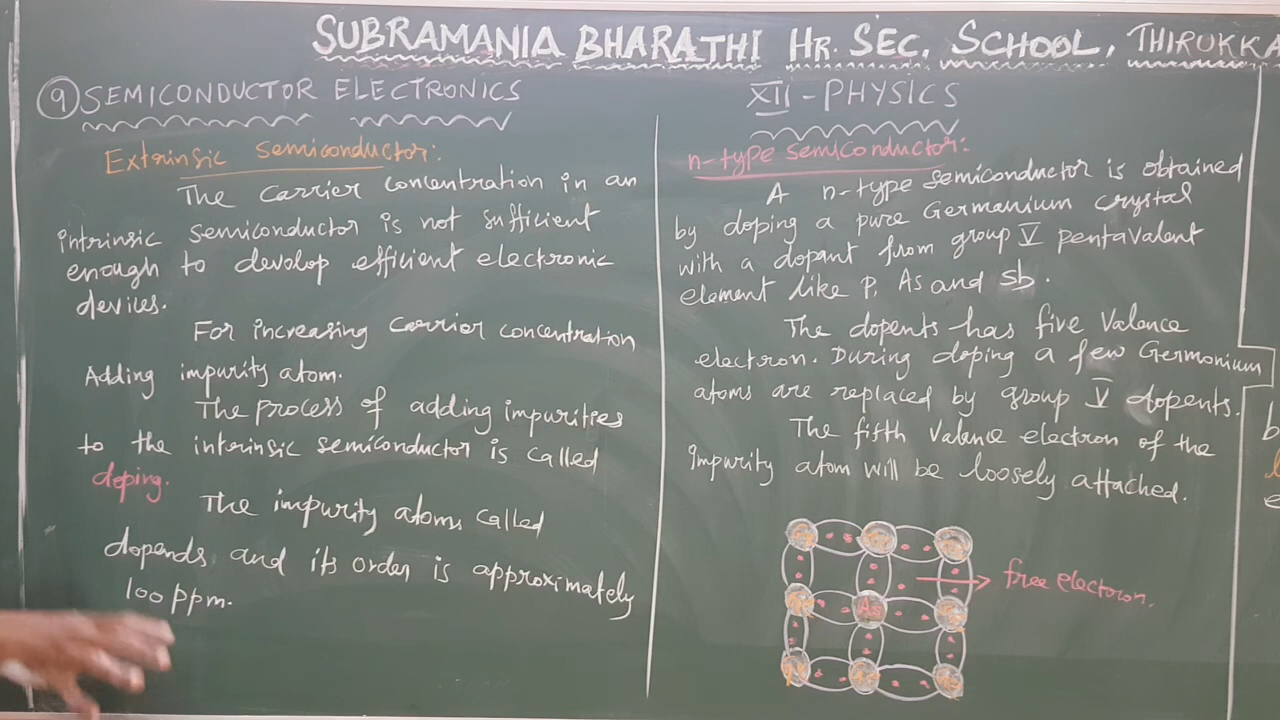 SUBRAMANIA BHARATHI HR. SEC. SCHOOL, THIRUKKA
9 SEMICONDUCTOR ELECTRONICS
XII - PHYSICS
Extrinsic semiconductor:
The carrier concentration in an
intrinsic semiconductor is not sufficient
enough to develop efficient electronic
devices.
For increasing carrier concentration
Adding impurity atom.
The process of adding impurities
to the intrinsic semiconductor is called
doping.
The impurity atoms called
dopends and its order is approximately
100 ppm.
n-type semiconductor:
A n-type semiconductor is obtained
by doping a pure Germanium crystal
with a dopant from group V pentavalent
element like P, As and Sb.
The dopents has five valence
electron. During doping a few Germonium
atoms are replaced by group V dopents.
The fifth valence electron of the
impurity atom will be loosely attached.
free electron.
As